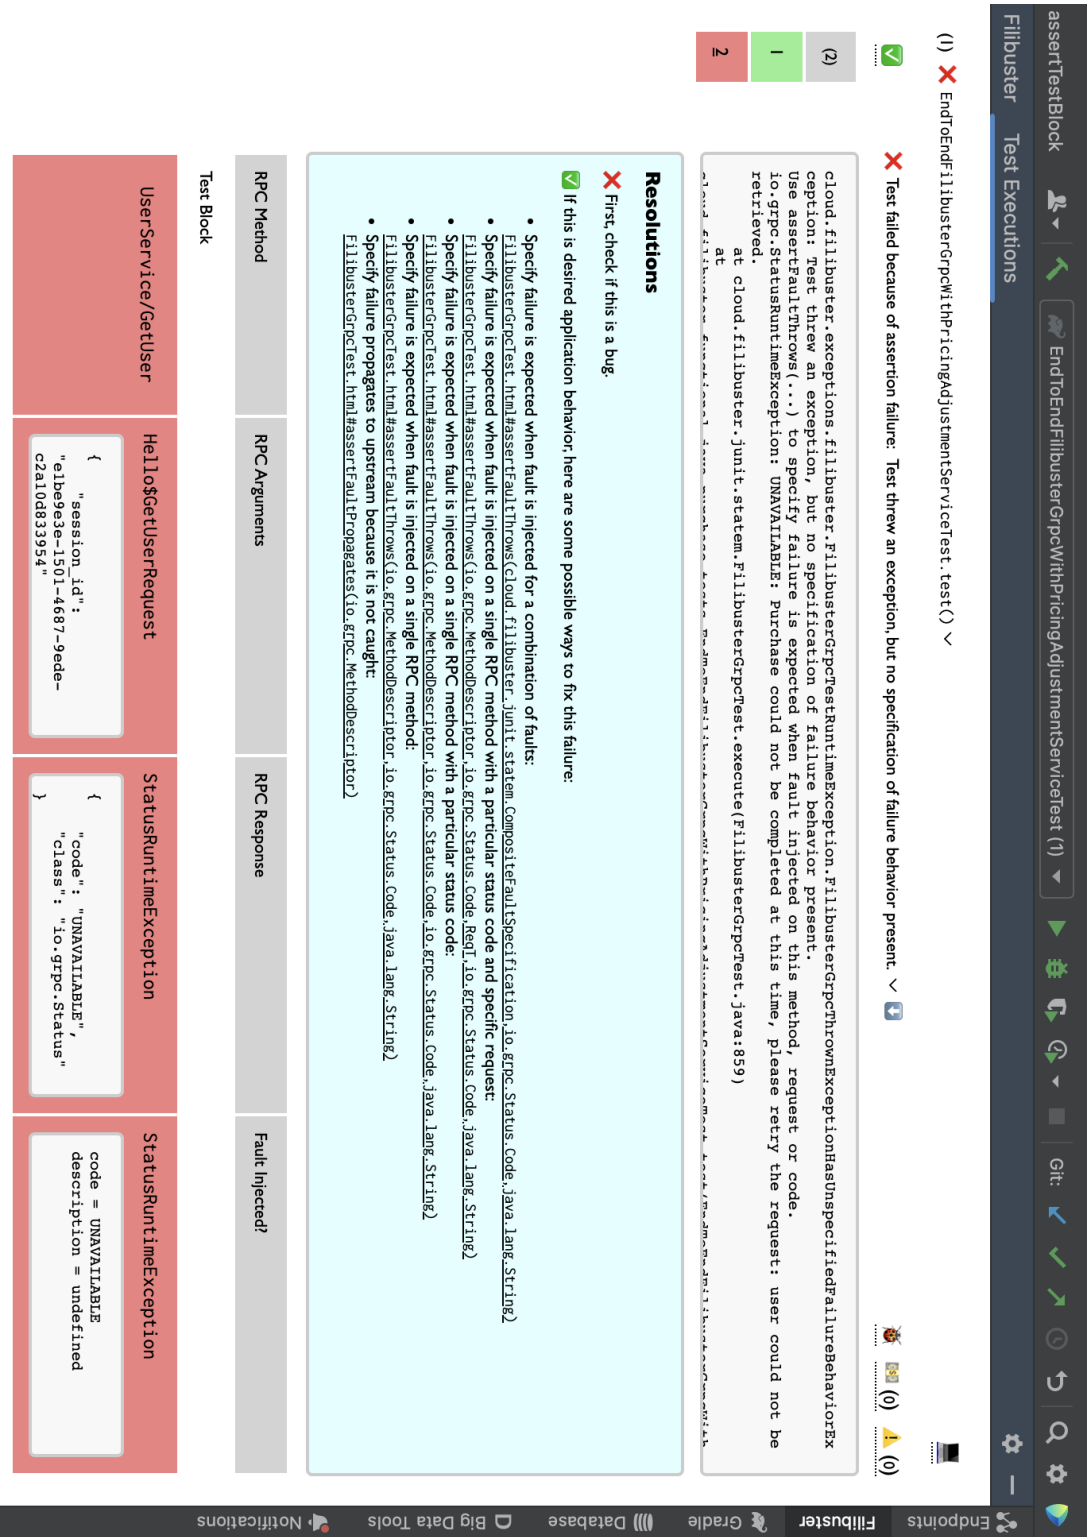 assertTestBlock
EndToEndFilibusterGrpcWithPricingAdjustmentServiceTest (1)
Git:
Filibuster
Test Executions
(1) ❌ EndToEndFilibusterGrpcWithPricingAdjustmentServiceTest.test()
✅
❌ Test failed because of assertion failure: Test threw an exception, but no specification of failure behavior present.
(0)
(0)
(2)
1
2
cloud.filibuster.exceptions.filibuster.FilibusterGrpcTestRuntimeException.FilibusterGrpcThrownExceptionHasUnspecifiedFailureBehaviorEx
ception: Test threw an exception, but no specification of failure behavior present.
Use assertFaultThrows(...) to specify failure is expected when fault injected on this method, request or code.
io.grpc.StatusRuntimeException: UNAVAILABLE: Purchase could not be completed at this time, please retry the request: user could not be
retrieved.
at cloud.filibuster.junit.statem.FilibusterGrpcTest.execute(FilibusterGrpcTest.java:859)
at
Resolutions
❌ First, check if this is a bug.
✅ If this is desired application behavior, here are some possible ways to fix this failure:
• Specify failure is expected when fault is injected for a combination of faults:
FilibusterGrpcTest.html#assertFaultThrows(cloud.filibuster.junit.statem.CompositeFaultSpecification,io.grpc.Status.Code,java.lang.String)
• Specify failure is expected when fault is injected on a single RPC method with a particular status code and specific request:
FilibusterGrpcTest.html#assertFaultThrows(io.grpc.MethodDescriptor,io.grpc.Status.Code,ReqT,io.grpc.Status.Code,java.lang.String)
• Specify failure is expected when fault is injected on a single RPC method with a particular status code:
FilibusterGrpcTest.html#assertFaultThrows(io.grpc.MethodDescriptor,io.grpc.Status.Code,io.grpc.Status.Code,java.lang.String)
• Specify failure is expected when fault is injected on a single RPC method:
FilibusterGrpcTest.html#assertFaultThrows(io.grpc.MethodDescriptor,io.grpc.Status.Code,java.lang.String)
• Specify failure propagates to upstream because it is not caught:
FilibusterGrpcTest.html#assertFaultPropagates(io.grpc.MethodDescriptor)
RPC Method
RPC Arguments
RPC Response
Fault Injected?
Test Block
UserService/GetUser
Hello$GetUserRequest
{
"session_id":
"e1be9e3e-1501-4687-9ede-
c2a10d833954"
StatusRuntimeException
{
"code": "UNAVAILABLE",
"class": "io.grpc.Status"
}
StatusRuntimeException
code = UNAVAILABLE
description = undefined
Endpoints
Filibuster
Gradle
Database
Big Data Tools
Notifications